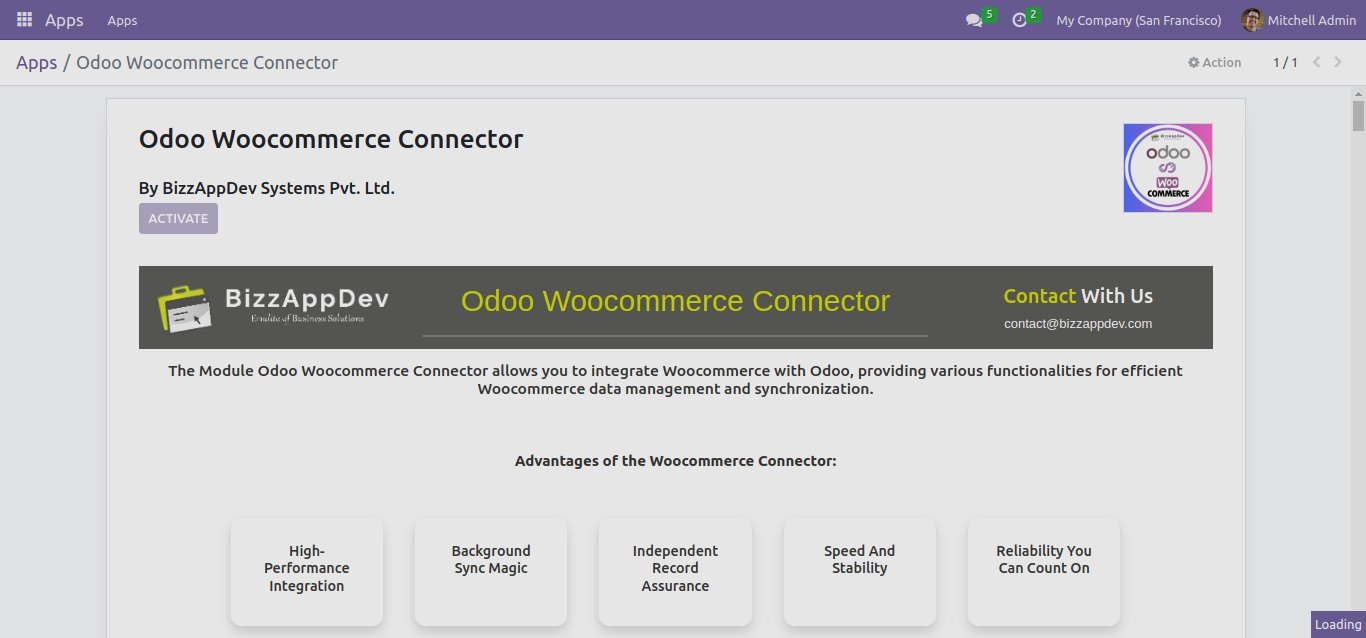 Apps Apps 5 2 My Company (San Francisco) Mitchell Admin
Apps / Odoo Woocommerce Connector Action 1 / 1
Odoo Woocommerce Connector
By BizzAppDev Systems Pvt. Ltd.
ACTIVATE
BizzAppDev
odoo
WOO
COMMERCE
BizzAppDev
Erudite of Business Solutions
Odoo Woocommerce Connector
Contact With Us
contact@bizzappdev.com
The Module Odoo Woocommerce Connector allows you to integrate Woocommerce with Odoo, providing various functionalities for efficient
Woocommerce data management and synchronization.
Advantages of the Woocommerce Connector:
High-
Performance
Integration
Background
Sync Magic
Independent
Record
Assurance
Speed And
Stability
Reliability You
Can Count On
Loading